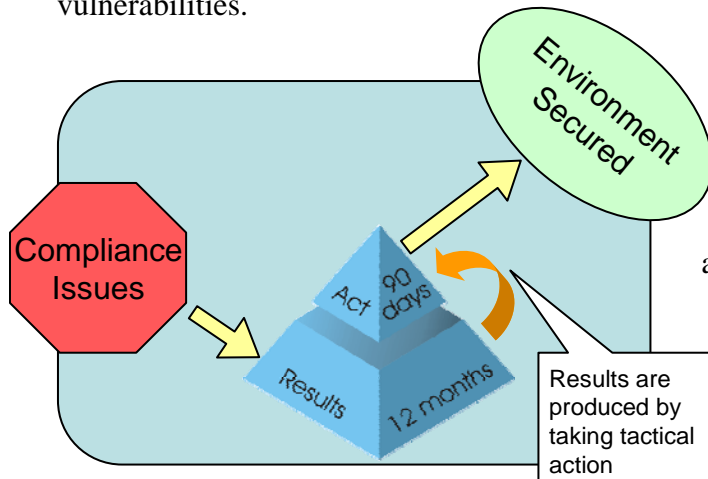 vulnerabilities.
Environment
Secured
Compliance
Issues
Act
90
days
Results
12 months
a
Results are
produced by
taking tactical
action